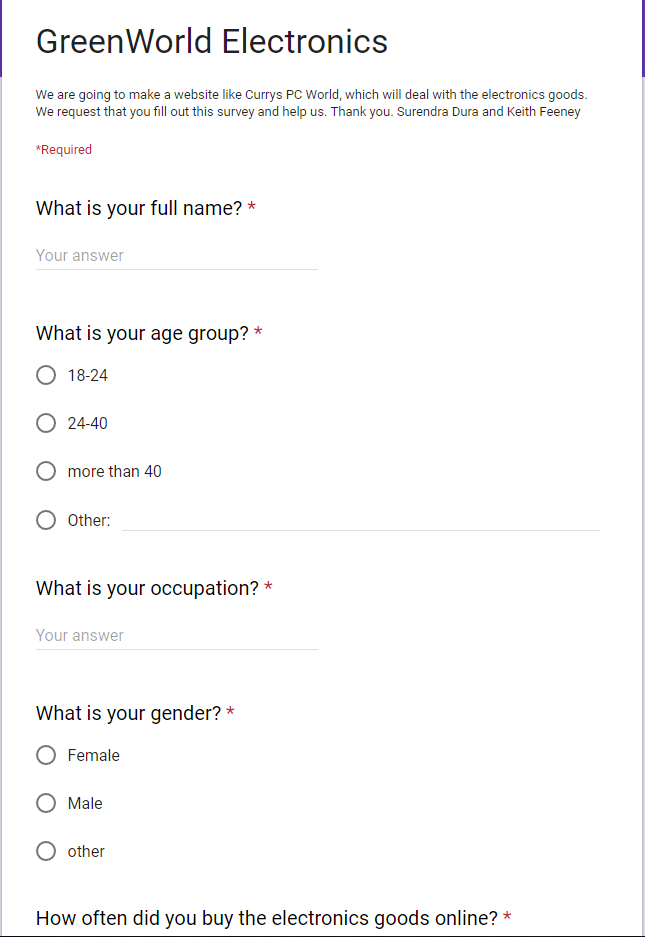 GreenWorld Electronics
We are going to make a website like Currys PC World, which will deal with the electronics goods.
We request that you fill out this survey and help us. Thank you. Surendra Dura and Keith Feeney
*Required
What is your full name? *
Your answer
What is your age group? *
18-24
24-40
more than 40
Other:
What is your occupation? *
Your answer
What is your gender? *
Female
Male
other
How often did you buy the electronics goods online? *